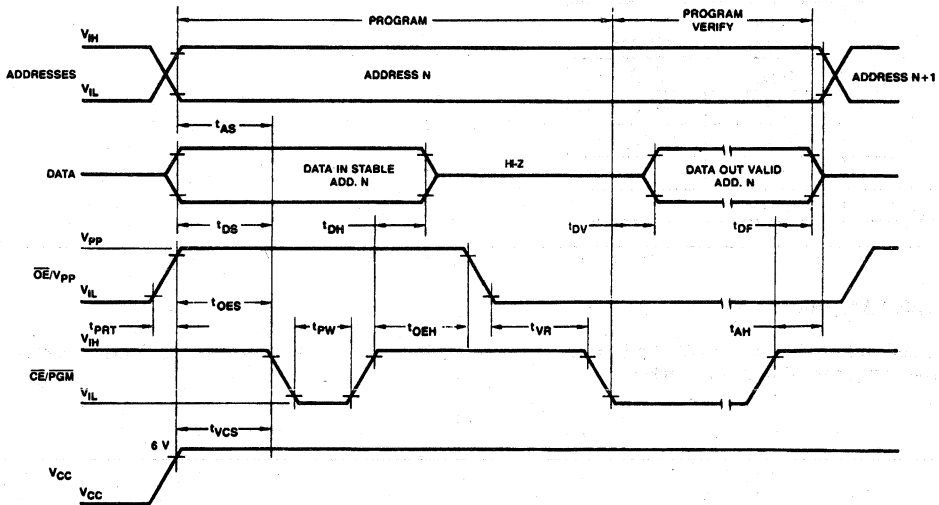 PROGRAM
PROGRAM
VERIFY
VIH
ADDRESSES
VIL
ADDRESS N
ADDRESS N+1
tAS
DATA
DATA IN STABLE
ADD. N
HI-Z
DATA OUT VALID
ADD. N
tDS
tDH
tDV
tDF
VPP
OE/VPP
VIL
tOES
tPRT
tPW
tOEH
tVR
tAH
VIH
CE/PGM
VIL
tVCS
6 V
VCC
VCC